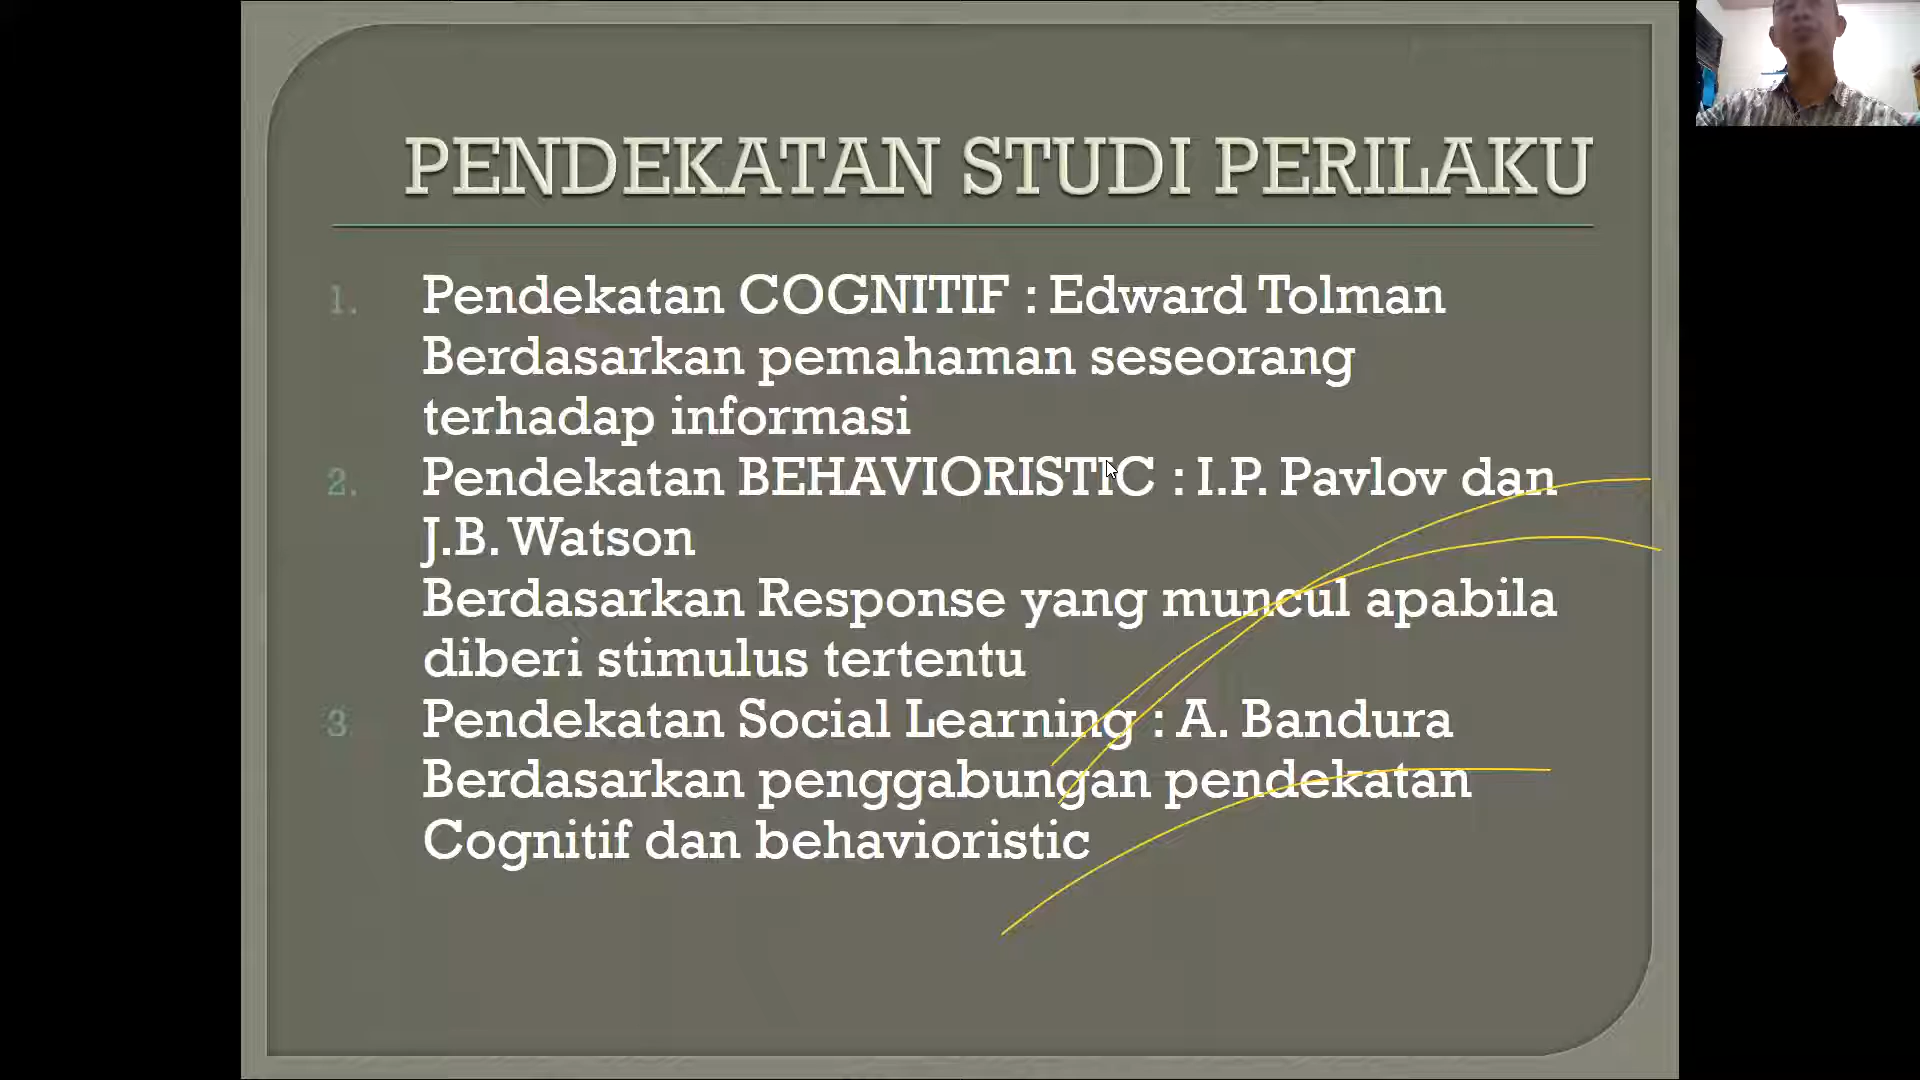 PENDEKATAN STUDI PERILAKU
1. Pendekatan COGNITIF : Edward Tolman
Berdasarkan pemahaman seseorang
terhadap informasi
2. Pendekatan BEHAVIORISTIC : I.P. Pavlov dan
J.B. Watson
Berdasarkan Response yang muncul apabila
diberi stimulus tertentu
3. Pendekatan Social Learning : A. Bandura
Berdasarkan penggabungan pendekatan
Cognitif dan behavioristic